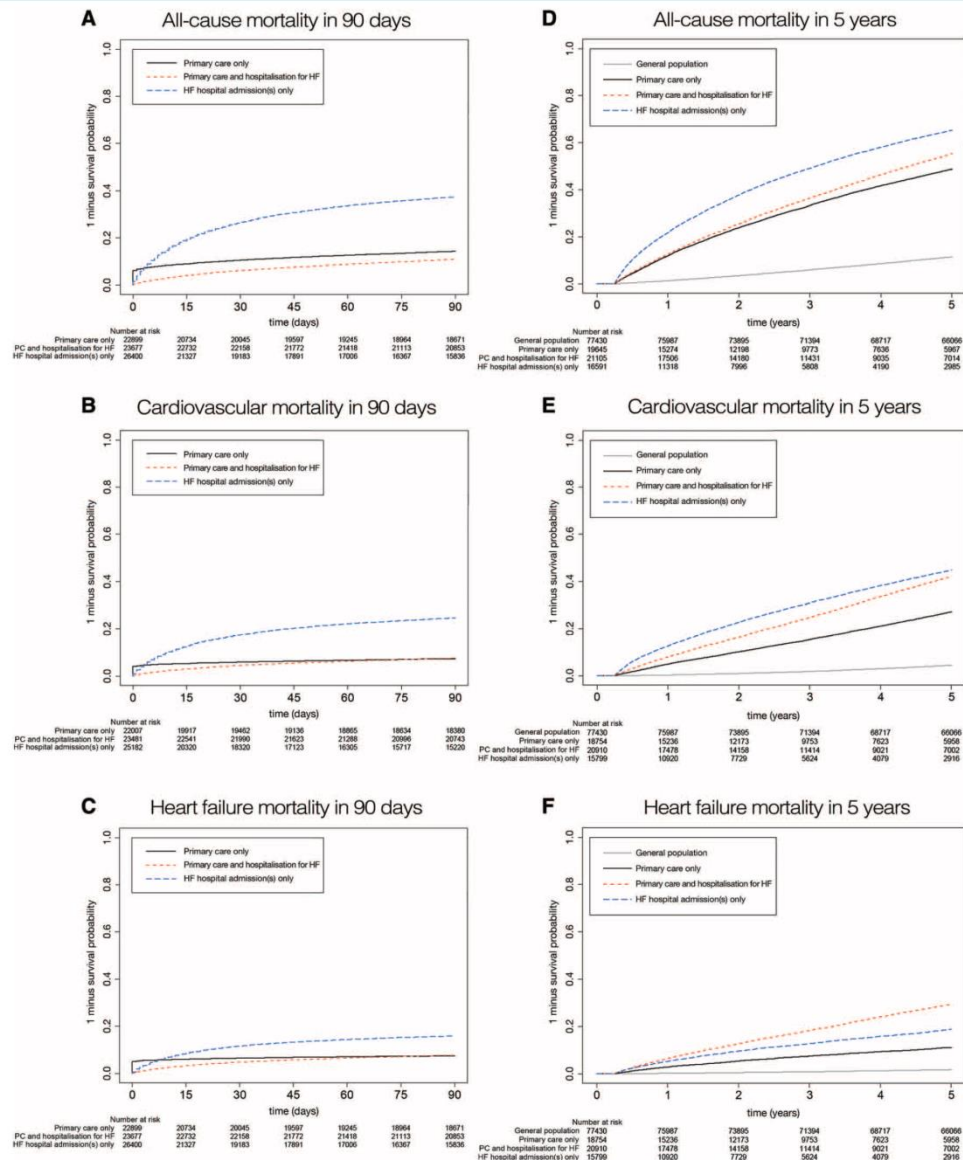 A All-cause mortality in 90 days
1.0
0.8
0.6
0.4
0.2
0.0
1 minus survival probability
Primary care only
Primary care and hospitalisation for HF
HF hospital admission(s) only
0 15 30 45 60 75 90
time (days)
Number at risk
Primary care only 22899 20734 20045 19597 19245 18964 18671
PC and hospitalisation for HF 23677 22732 22158 21772 21418 21113 20853
HF hospital admission(s) only 26400 21327 19183 17891 17006 16367 15836
D All-cause mortality in 5 years
1.0
0.8
0.6
0.4
0.2
0.0
1 minus survival probability
General population
Primary care only
Primary care and hospitalisation for HF
HF hospital admission(s) only
0 1 2 3 4 5
time (years)
Number at risk
General population 77430 75987 73895 71394 68717 66066
Primary care only 19645 15274 12198 9773 7636 5967
PC and hospitalisation for HF 21105 17506 14180 11431 9035 7014
HF hospital admission(s) only 16591 11318 7996 5808 4190 2985
B Cardiovascular mortality in 90 days
1.0
0.8
0.6
0.4
0.2
0.0
1 minus survival probability
Primary care only
Primary care and hospitalisation for HF
HF hospital admission(s) only
0 15 30 45 60 75 90
time (days)
Number at risk
Primary care only 22007 19917 19462 19136 18865 18634 18380
PC and hospitalisation for HF 23481 22541 21990 21623 21288 20996 20743
HF hospital admission(s) only 25182 20320 18320 17123 16305 15717 15220
E Cardiovascular mortality in 5 years
1.0
0.8
0.6
0.4
0.2
0.0
1 minus survival probability
General population
Primary care only
Primary care and hospitalisation for HF
HF hospital admission(s) only
0 1 2 3 4 5
time (years)
Number at risk
General population 77430 75987 73895 71394 68717 66066
Primary care only 18754 15236 12173 9753 7623 5958
PC and hospitalisation for HF 20910 17478 14158 11414 9021 7002
HF hospital admission(s) only 15799 10920 7729 5624 4079 2916
C Heart failure mortality in 90 days
1.0
0.8
0.6
0.4
0.2
0.0
1 minus survival probability
Primary care only
Primary care and hospitalisation for HF
HF hospital admission(s) only
0 15 30 45 60 75 90
time (days)
Number at risk
Primary care only 22899 20734 20045 19597 19245 18964 18671
PC and hospitalisation for HF 23677 22732 22158 21772 21418 21113 20853
HF hospital admission(s) only 26400 21327 19183 17891 17006 16367 15836
F Heart failure mortality in 5 years
1.0
0.8
0.6
0.4
0.2
0.0
1 minus survival probability
General population
Primary care only
Primary care and hospitalisation for HF
HF hospital admission(s) only
0 1 2 3 4 5
time (years)
Number at risk
General population 77430 75987 73895 71394 68717 66066
Primary care only 18754 15236 12173 9753 7623 5958
PC and hospitalisation for HF 20910 17478 14158 11414 9021 7002
HF hospital admission(s) only 15799 10920 7729 5624 4079 2916